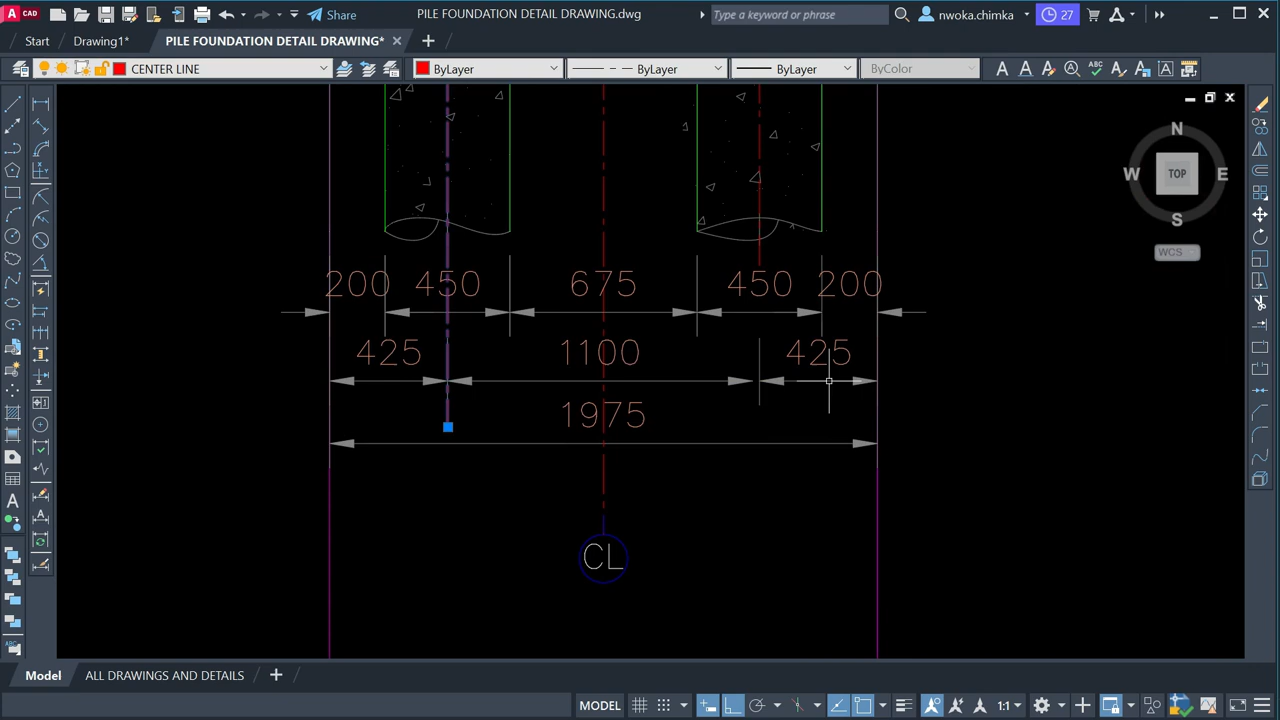 CAD
Share
PILE FOUNDATION DETAIL DRAWING.dwg
Type a keyword or phrase
nwoka.chimka
27
Start
Drawing1*
PILE FOUNDATION DETAIL DRAWING*
CENTER LINE
ByLayer
ByLayer
ByLayer
ByColor
N
W
TOP
E
S
WCS
200
450
675
450
200
425
1100
425
1975
CL
Model
ALL DRAWINGS AND DETAILS
MODEL
1:1